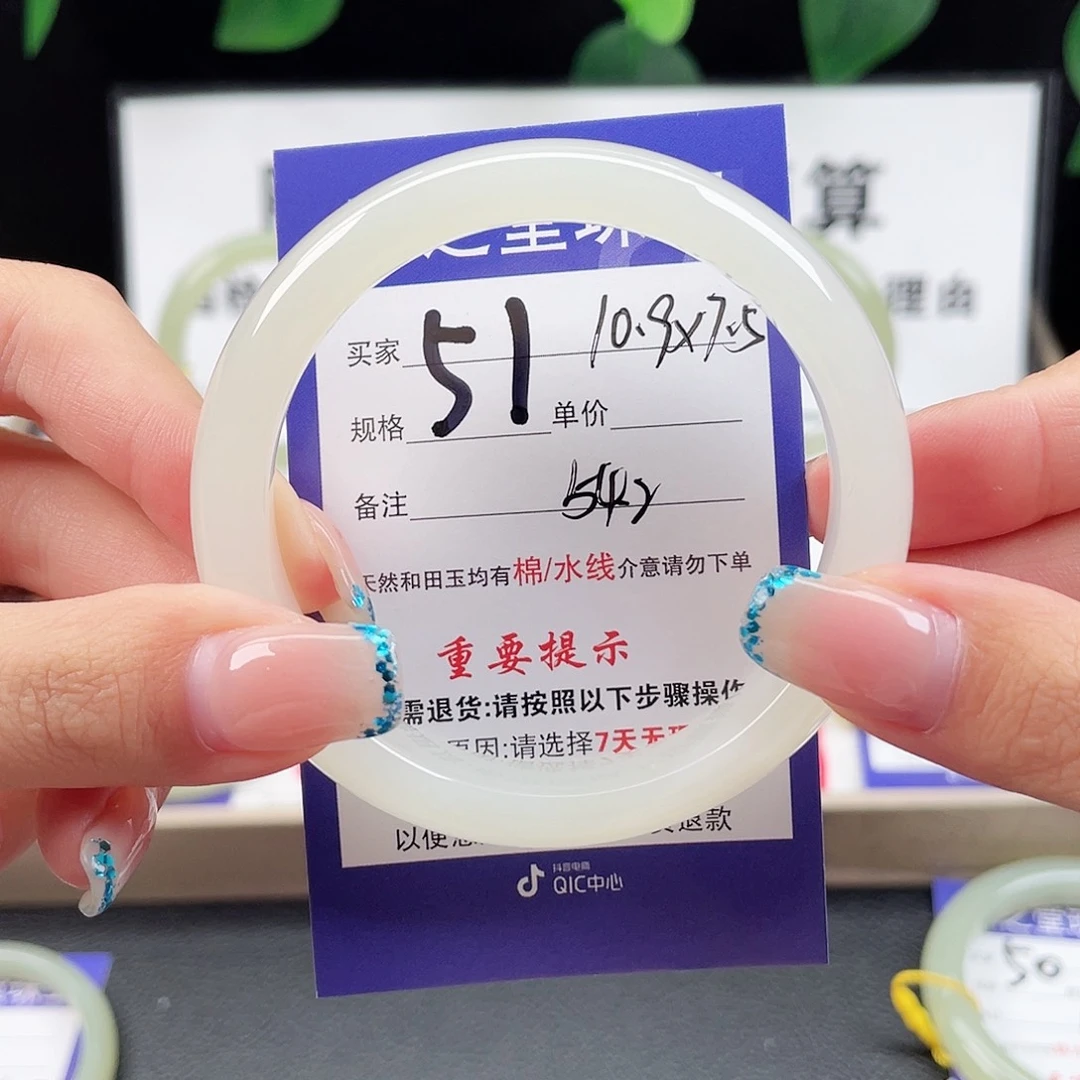 算
理由
买家 51 10.9x7.5
规格 单价
备注
天然和田玉均有棉/水线介意请勿下单
重要提示
需退货:请按照以下步骤操作
原因:请选择7天无理
以便您 退款
抖音电商
QIC中心
50